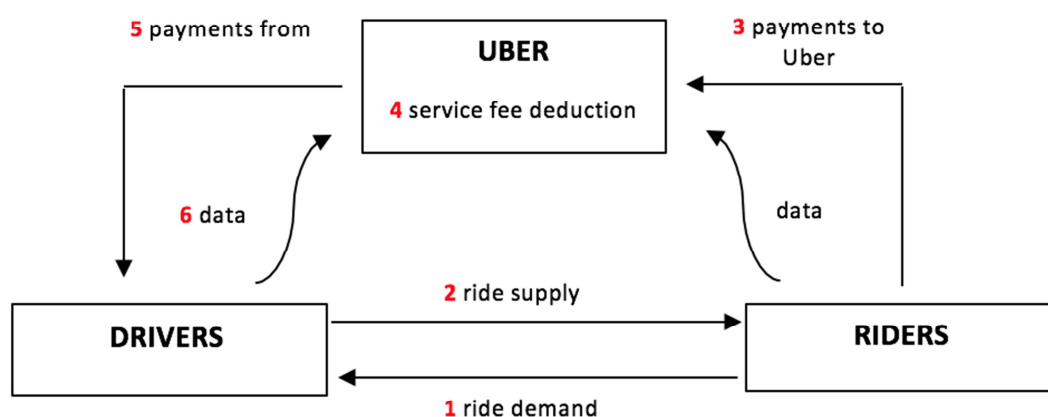 5 payments from
UBER
3 payments to
Uber
4 service fee deduction
6 data
data
2 ride supply
DRIVERS
RIDERS
1 ride demand